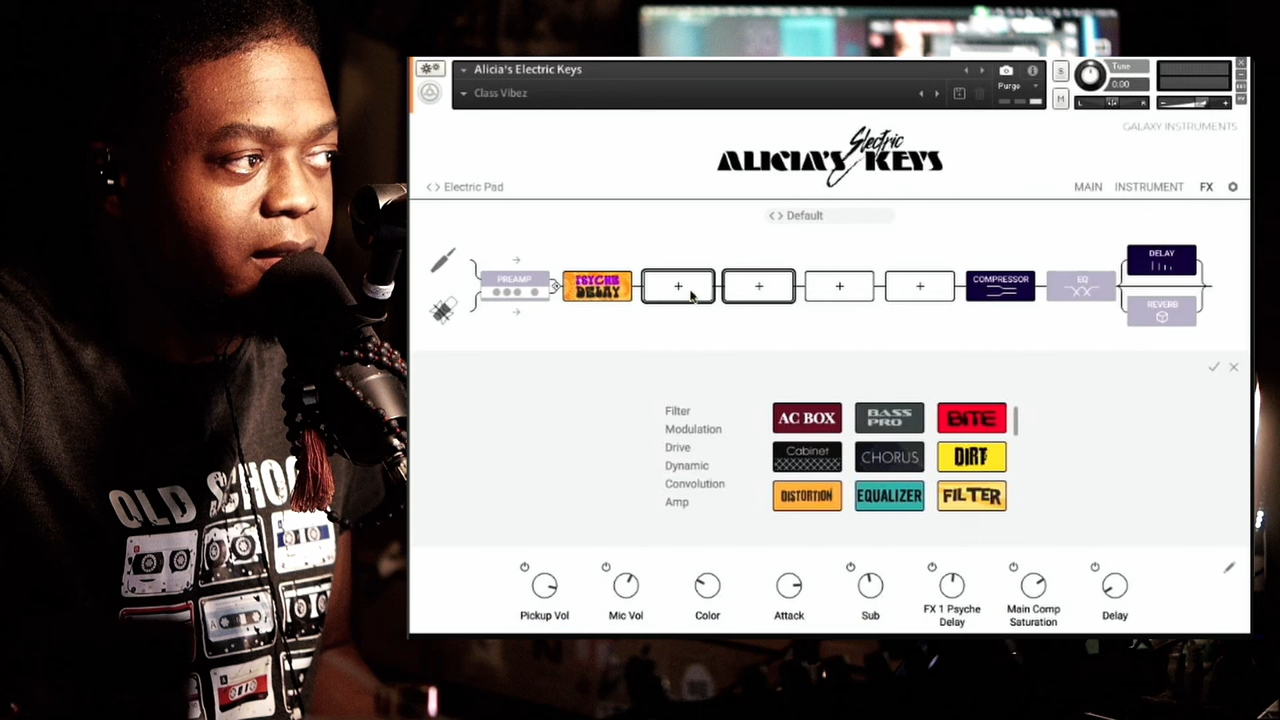 Alicia's Electric Keys
Class Vibez
Purge
S
M
Tune
0.00
L
R
GALAXY INSTRUMENTS
ALICIA'S Electric KEYS
Electric Pad
MAIN
INSTRUMENT
FX
Default
PREAMP
PSYCHE
DELAY
+
+
+
+
COMPRESSOR
EQ
DELAY
REVERB
Filter
Modulation
Drive
Dynamic
Convolution
Amp
AC BOX
BASS
PRO
BITE
Cabinet
CHORUS
DIRT
DISTORTION
EQUALIZER
FILTER
Pickup Vol
Mic Vol
Color
Attack
Sub
FX 1 Psyche
Delay
Main Comp
Saturation
Delay
OLD SCHOO